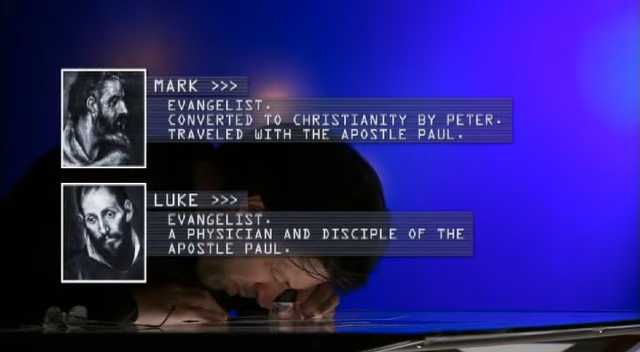 MARK >>>
EVANGELIST.
CONVERTED TO CHRISTIANITY BY PETER.
TRAVELED WITH THE APOSTLE PAUL.
LUKE >>>
EVANGELIST.
A PHYSICIAN AND DISCIPLE OF THE
APOSTLE PAUL.